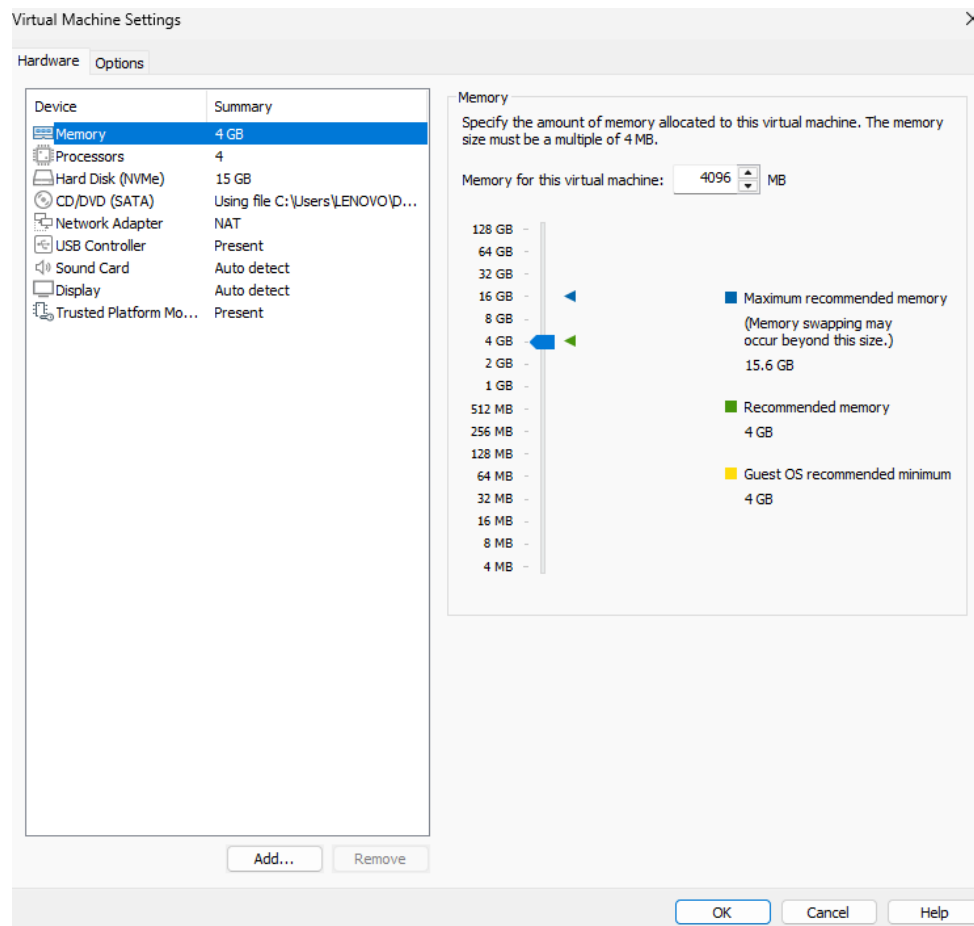 Virtual Machine Settings
Hardware Options
Device Summary
Memory 4 GB
Processors 4
Hard Disk (NVMe) 15 GB
CD/DVD (SATA) Using file C:\Users\LENOVO\D...
Network Adapter NAT
USB Controller Present
Sound Card Auto detect
Display Auto detect
Trusted Platform Mo... Present
Add... Remove
Memory
Specify the amount of memory allocated to this virtual machine. The memory
size must be a multiple of 4 MB.
Memory for this virtual machine: 4096 MB
128 GB
64 GB
32 GB
16 GB
8 GB
4 GB
2 GB
1 GB
512 MB
256 MB
128 MB
64 MB
32 MB
16 MB
8 MB
4 MB
Maximum recommended memory
(Memory swapping may
occur beyond this size.)
15.6 GB
Recommended memory
4 GB
Guest OS recommended minimum
4 GB
OK Cancel Help